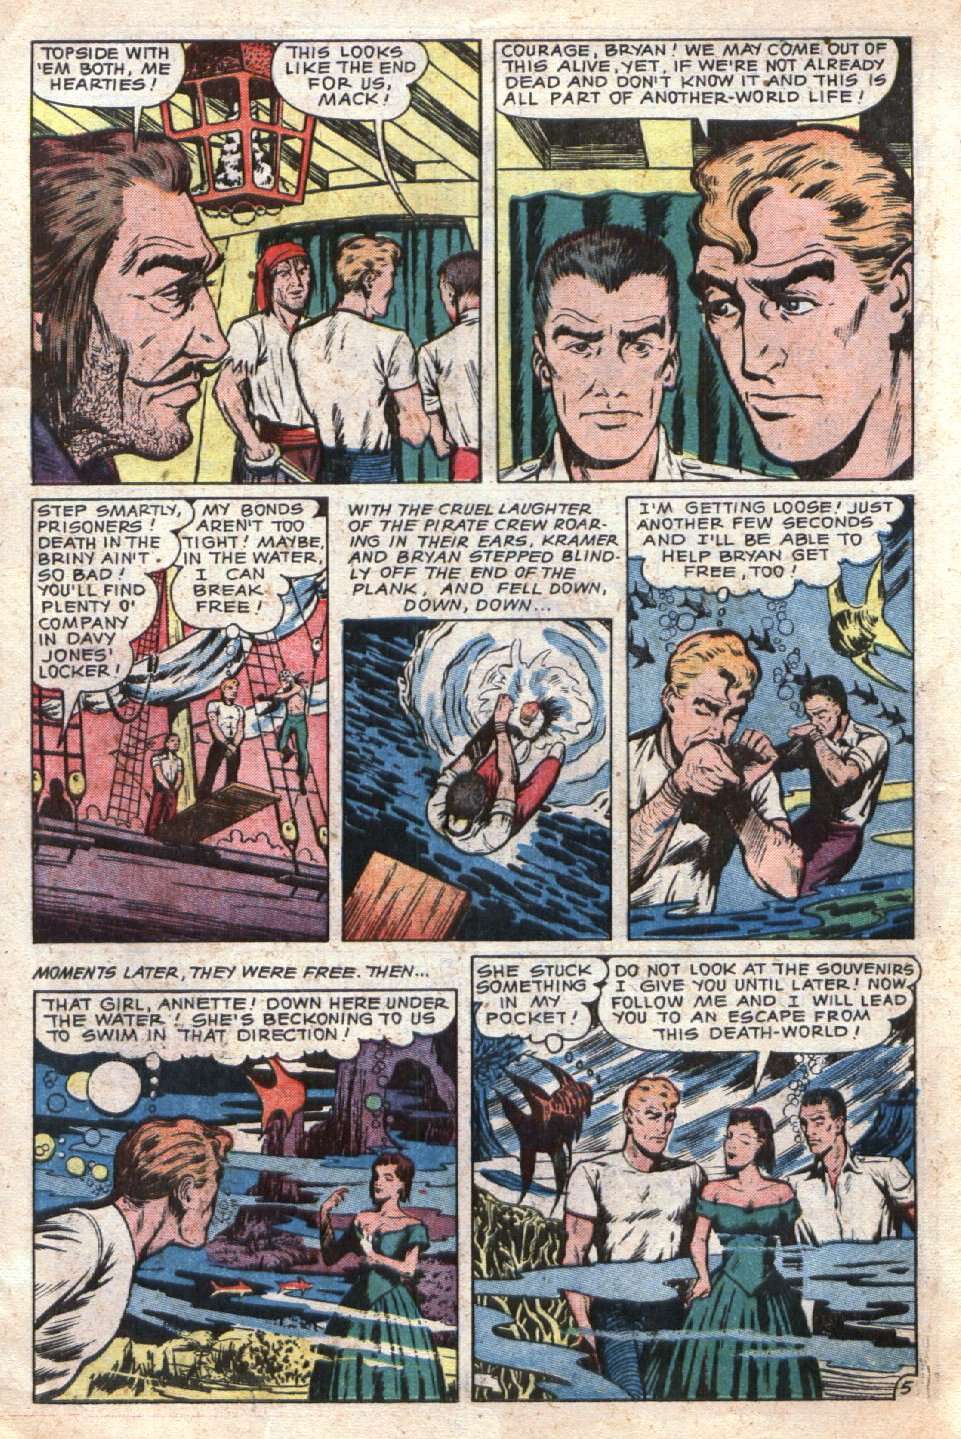 TOPSIDE WITH
'EM BOTH, ME
HEARTIES!
THIS LOOKS
LIKE THE END
FOR US,
MACK!
COURAGE, BRYAN! WE MAY COME OUT OF
THIS ALIVE, YET, IF WE'RE NOT ALREADY
DEAD AND DON'T KNOW IT AND THIS IS
ALL PART OF ANOTHER-WORLD LIFE!
STEP SMARTLY,
PRISONERS!
DEATH IN THE
BRINY AIN'T
SO BAD!
YOU'LL FIND
PLENTY O'
COMPANY
IN DAVY
JONES'
LOCKER!
MY BONDS
AREN'T TOO
TIGHT! MAYBE,
IN THE WATER,
I CAN
BREAK
FREE!
WITH THE CRUEL LAUGHTER
OF THE PIRATE CREW ROAR-
ING IN THEIR EARS, KRAMER
AND BRYAN STEPPED BLIND-
LY OFF THE END OF THE
PLANK, AND FELL DOWN,
DOWN, DOWN...
I'M GETTING LOOSE! JUST
ANOTHER FEW SECONDS
AND I'LL BE ABLE TO
HELP BRYAN GET
FREE, TOO!
MOMENTS LATER, THEY WERE FREE. THEN...
THAT GIRL, ANNETTE! DOWN HERE UNDER
THE WATER! SHE'S BECKONING TO US
TO SWIM IN THAT DIRECTION!
SHE STUCK
SOMETHING
IN MY
POCKET!
DO NOT LOOK AT THE SOUVENIRS
I GIVE YOU UNTIL LATER! NOW
FOLLOW ME AND I WILL LEAD
YOU TO AN ESCAPE FROM
THIS DEATH-WORLD!
5